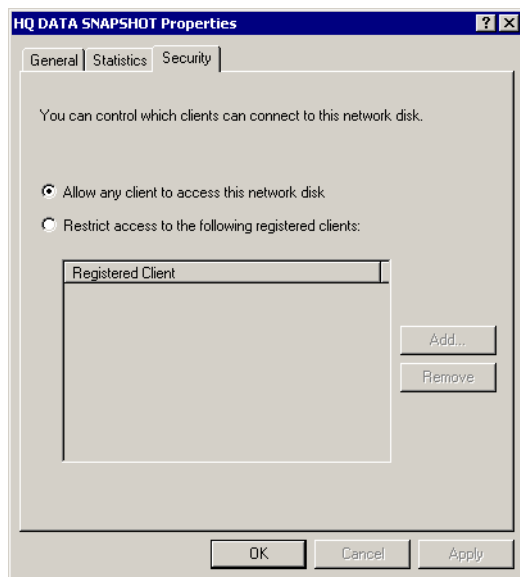 HQ DATA SNAPSHOT Properties
General Statistics Security
You can control which clients can connect to this network disk.
Allow any client to access this network disk
Restrict access to the following registered clients:
Registered Client
Add...
Remove
OK Cancel Apply